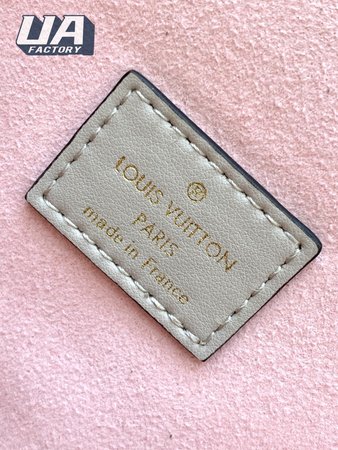 UA
FACTORY
®
LOUIS VUITTON
PARIS
made in France